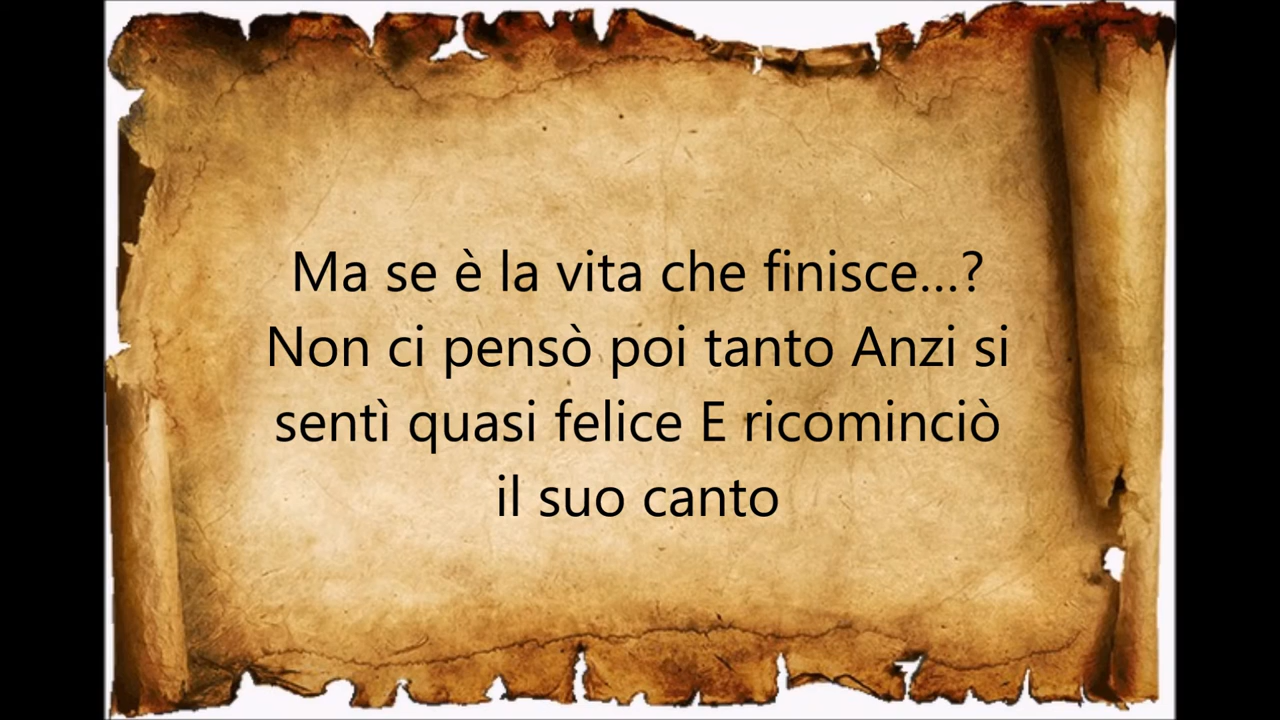 Ma se è la vita che finisce...?
Non ci pensò poi tanto Anzi si
sentì quasi felice E ricominciò
il suo canto